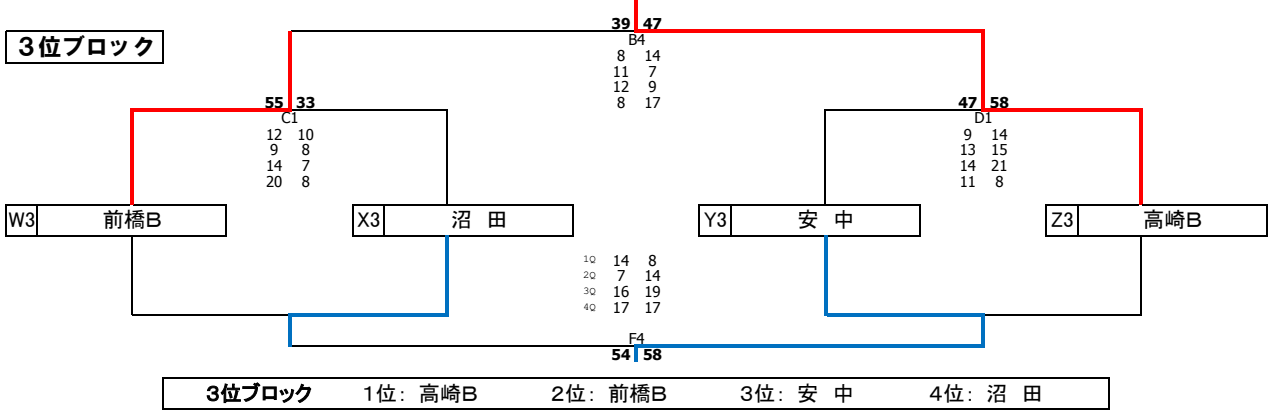 39 47
3位ブロック
B4
8 14
11 7
12 9
8 17
55 33
C1
12 10
9 8
14 7
20 8
47 58
D1
9 14
13 15
14 21
11 8
W3 前橋B
X3 沼 田
Y3 安 中
Z3 高崎B
1Q 14 8
2Q 7 14
3Q 16 19
4Q 17 17
F4
54 58
3位ブロック 1位: 高崎B 2位: 前橋B 3位: 安 中 4位: 沼 田